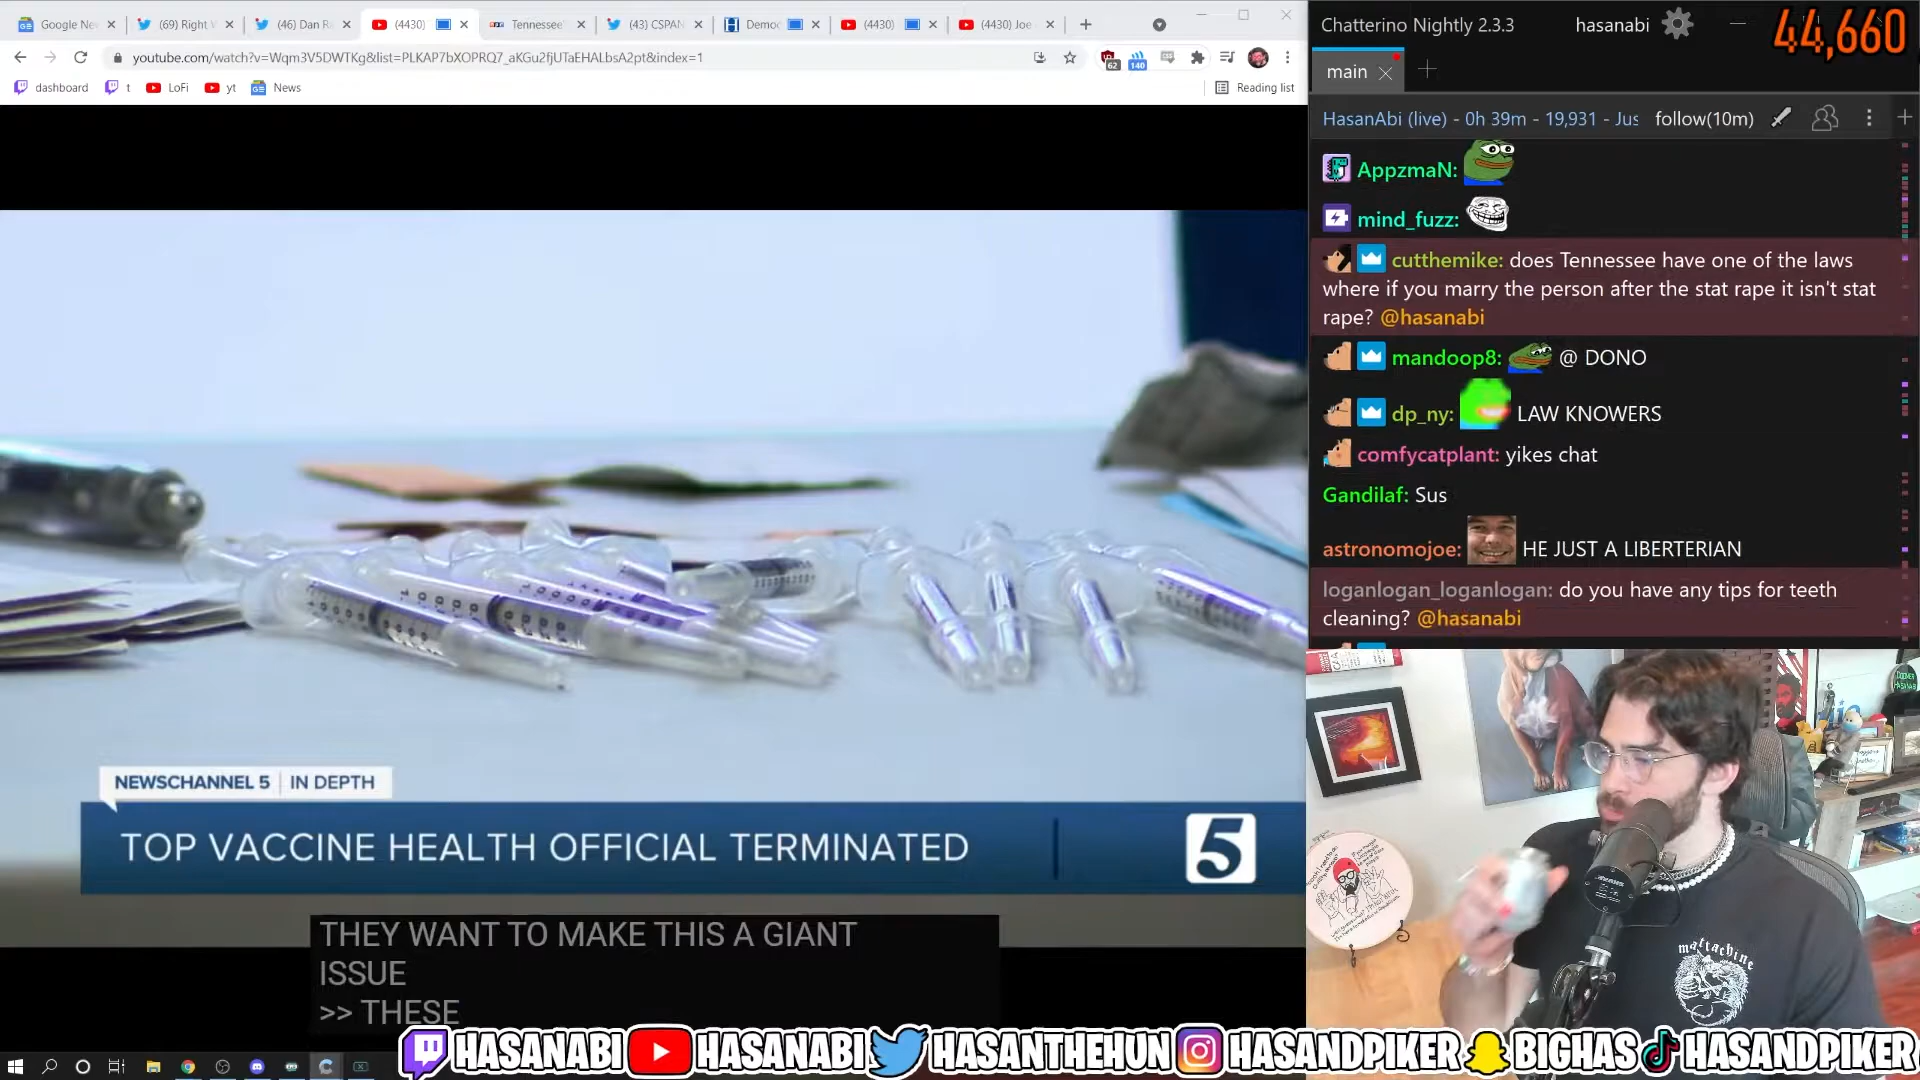 Google Nev
(69) Right V
(46) Dan R
(4430)
Tennessee'
(43) CSPAN
Democ
(4430)
(4430) Joe
youtube.com/watch?v=Wqm3V5DWTKg&list=PLKAP7bXOPRQ7_aKGu2fjUTaEHALbsA2pt&index=1
62
140
dashboard
t
LoFi
yt
News
Reading list
NEWSCHANNEL 5 | IN DEPTH
TOP VACCINE HEALTH OFFICIAL TERMINATED
5
THEY WANT TO MAKE THIS A GIANT
ISSUE
>> THESE
Chatterino Nightly 2.3.3
hasanabi
44,660
main
HasanAbi (live) - 0h 39m - 19,931 - Jus
follow(10m)
AppzmaN:
mind_fuzz:
cutthemike: does Tennessee have one of the laws
where if you marry the person after the stat rape it isn't stat
rape? @hasanabi
mandoop8: @ DONO
dp_ny: LAW KNOWERS
comfycatplant: yikes chat
Gandilaf: Sus
astronomojoe: HE JUST A LIBERTERIAN
loganlogan_loganlogan: do you have any tips for teeth
cleaning? @hasanabi
mattachine
HASANABI
HASANABI
HASANTHEHUN
HASANDPIKER
BIGHAS
HASANDPIKER